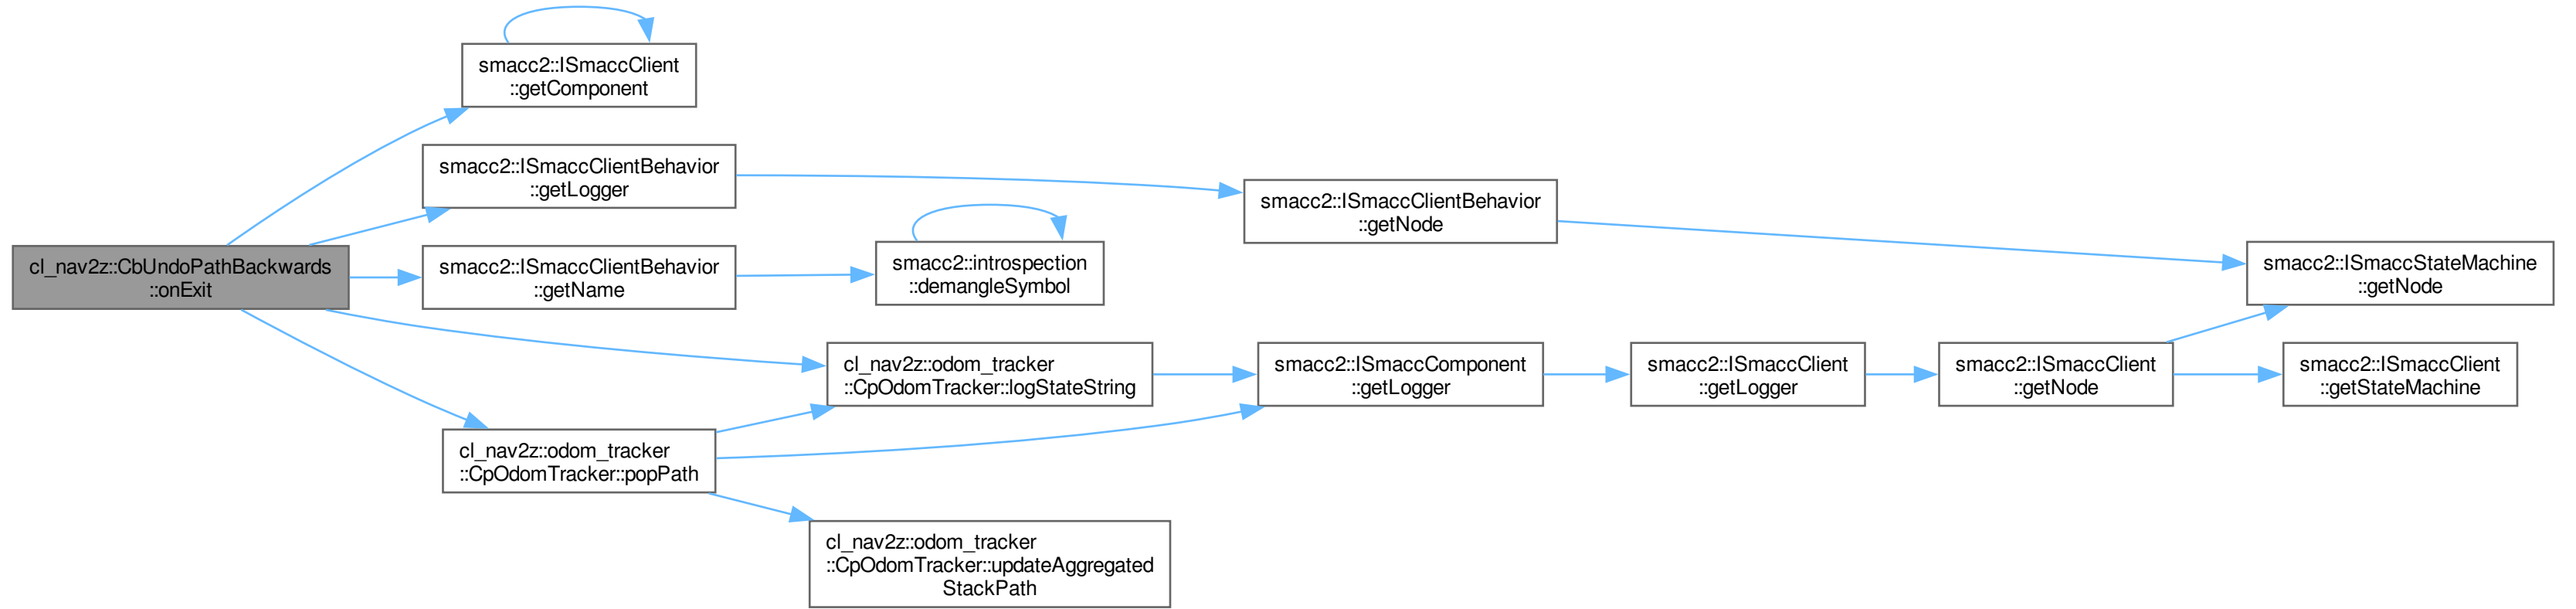 smacc2::ISmaccClient
::getComponent
smacc2::ISmaccClientBehavior
::getLogger
smacc2::ISmaccClientBehavior
::getNode
cl_nav2z::CbUndoPathBackwards
::onExit
smacc2::ISmaccClientBehavior
::getName
smacc2::introspection
::demangleSymbol
smacc2::ISmaccStateMachine
::getNode
cl_nav2z::odom_tracker
::CpOdomTracker::logStateString
smacc2::ISmaccComponent
::getLogger
smacc2::ISmaccClient
::getLogger
smacc2::ISmaccClient
::getNode
smacc2::ISmaccClient
::getStateMachine
cl_nav2z::odom_tracker
::CpOdomTracker::popPath
cl_nav2z::odom_tracker
::CpOdomTracker::updateAggregated
StackPath